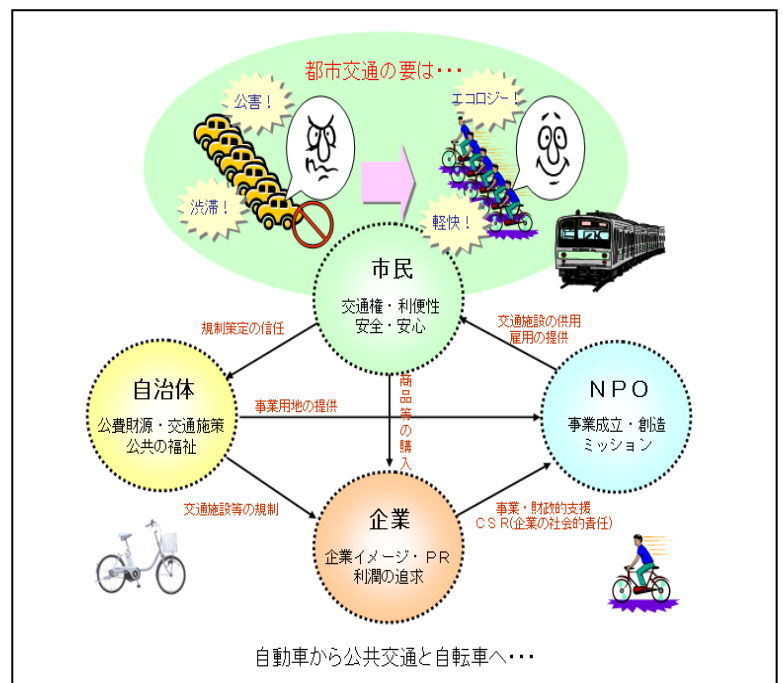 都市交通の要は・・・
公害！
エコロジー！
渋滞！
軽快！
市民
交通権・利便性
安全・安心
規制策定の信任
交通施設の供用
雇用の提供
自治体
公費財源・交通施策
公共の福祉
事業用地の提供
商品等の購入
ＮＰＯ
事業成立・創造
ミッション
交通施設等の規制
企業
企業イメージ・ＰＲ
利潤の追求
事業・財政的支援
ＣＳＲ(企業の社会的責任)
自動車から公共交通と自転車へ・・・